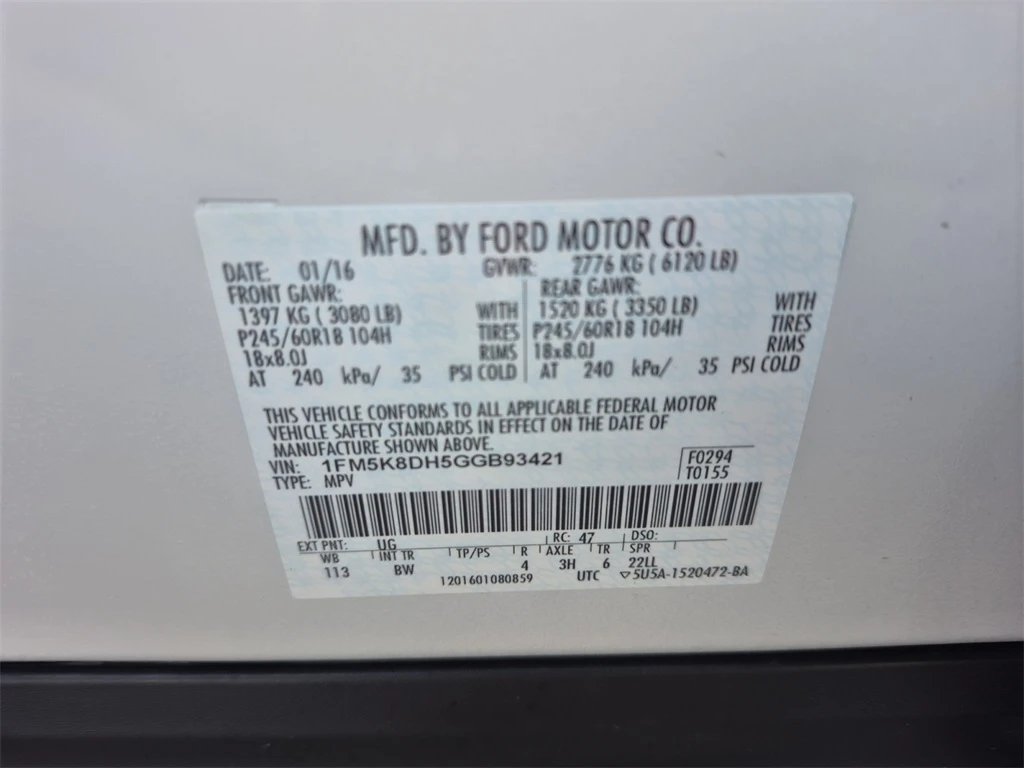 MFD. BY FORD MOTOR CO.
DATE: 01/16 GVWR: 2776 KG ( 6120 LB)
FRONT GAWR: REAR GAWR:
1397 KG ( 3080 LB) WITH 1520 KG ( 3350 LB) WITH
P245/60R18 104H TIRES P245/60R18 104H TIRES
18x8.0J RIMS 18x8.0J RIMS
AT 240 kPa/ 35 PSI COLD AT 240 kPa/ 35 PSI COLD
THIS VEHICLE CONFORMS TO ALL APPLICABLE FEDERAL MOTOR
VEHICLE SAFETY STANDARDS IN EFFECT ON THE DATE OF
MANUFACTURE SHOWN ABOVE.
VIN: 1FM5K8DH5GGB93421 F0294
TYPE: MPV T0155
EXT PNT: UG RC: 47 DSO:
WB INT TR TP/PS R AXLE TR SPR
113 BW 4 3H 6 22LL
1201601080859 UTC ▽5U5A-1520472-BA